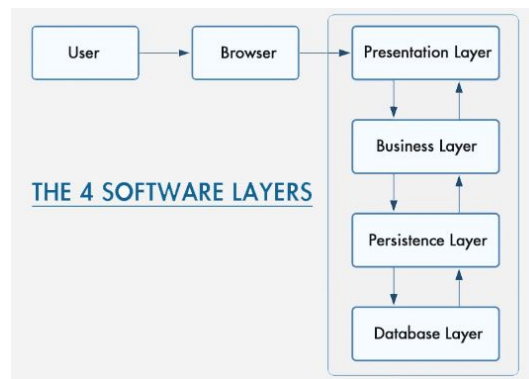 User
Browser
Presentation Layer
Business Layer
THE 4 SOFTWARE LAYERS
Persistence Layer
Database Layer